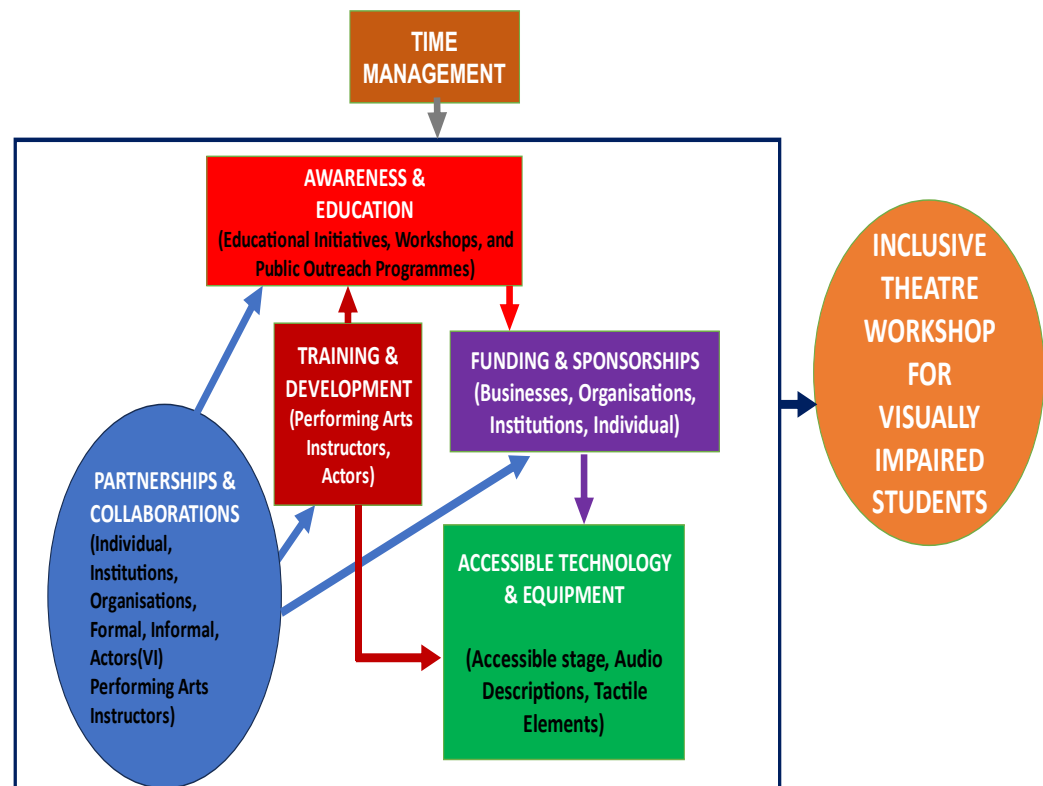 TIME
MANAGEMENT
AWARENESS &
EDUCATION
(Educational Initiatives, Workshops, and
Public Outreach Programmes)
TRAINING &
DEVELOPMENT
(Performing Arts
Instructors,
Actors)
FUNDING & SPONSORSHIPS
(Businesses, Organisations,
Institutions, Individual)
PARTNERSHIPS &
COLLABORATIONS
(Individual,
Institutions,
Organisations,
Formal, Informal,
Actors(VI)
Performing Arts
Instructors)
ACCESSIBLE TECHNOLOGY
& EQUIPMENT
(Accessible stage, Audio
Descriptions, Tactile
Elements)
INCLUSIVE
THEATRE
WORKSHOP
FOR
VISUALLY
IMPAIRED
STUDENTS